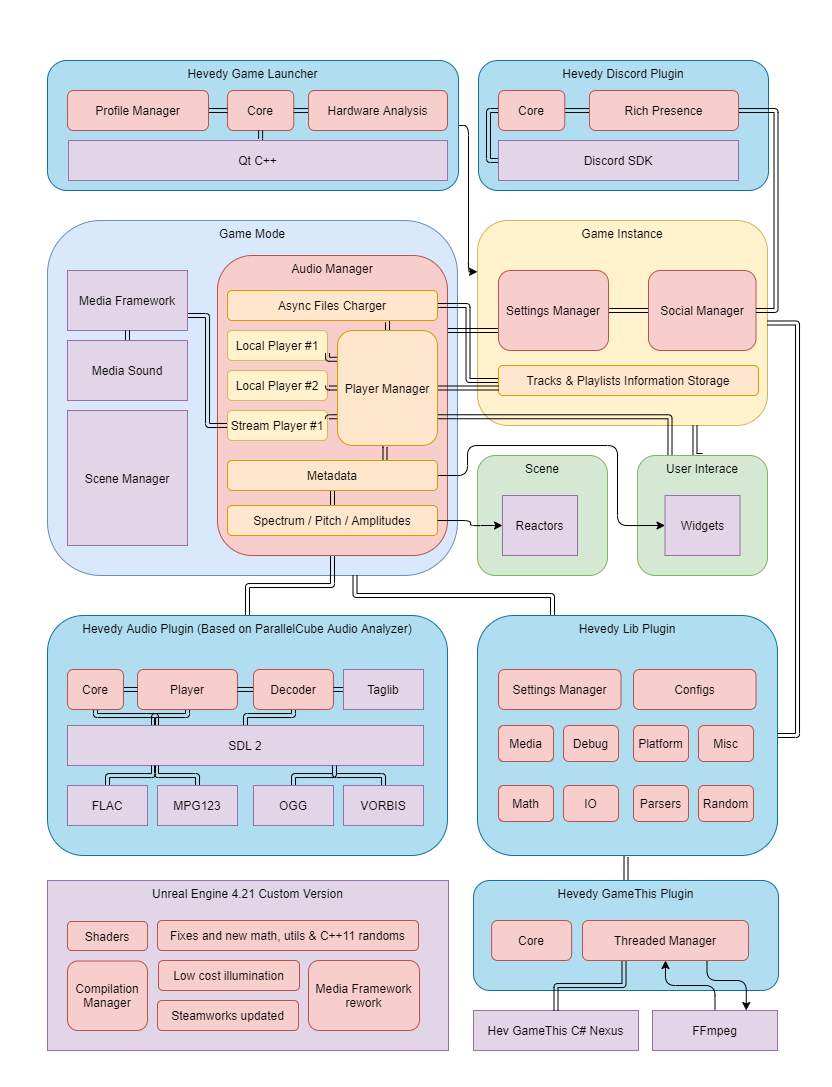 Hevedy Game Launcher
Profile Manager
Core
Hardware Analysis
Qt C++
Hevedy Discord Plugin
Core
Rich Presence
Discord SDK
Game Mode
Media Framework
Media Sound
Scene Manager
Audio Manager
Async Files Charger
Local Player #1
Local Player #2
Stream Player #1
Player Manager
Metadata
Spectrum / Pitch / Amplitudes
Game Instance
Settings Manager
Social Manager
Tracks & Playlists Information Storage
Scene
Reactors
User Interace
Widgets
Hevedy Audio Plugin (Based on ParallelCube Audio Analyzer)
Core
Player
Decoder
Taglib
SDL 2
FLAC
MPG123
OGG
VORBIS
Hevedy Lib Plugin
Settings Manager
Configs
Media
Debug
Platform
Misc
Math
IO
Parsers
Random
Unreal Engine 4.21 Custom Version
Shaders
Fixes and new math, utils & C++11 randoms
Compilation
Manager
Low cost illumination
Steamworks updated
Media Framework
rework
Hevedy GameThis Plugin
Core
Threaded Manager
Hev GameThis C# Nexus
FFmpeg